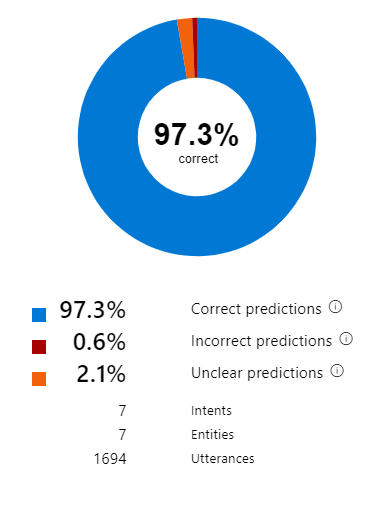 97.3%
correct
97.3% Correct predictions
0.6% Incorrect predictions
2.1% Unclear predictions
7 Intents
7 Entities
1694 Utterances